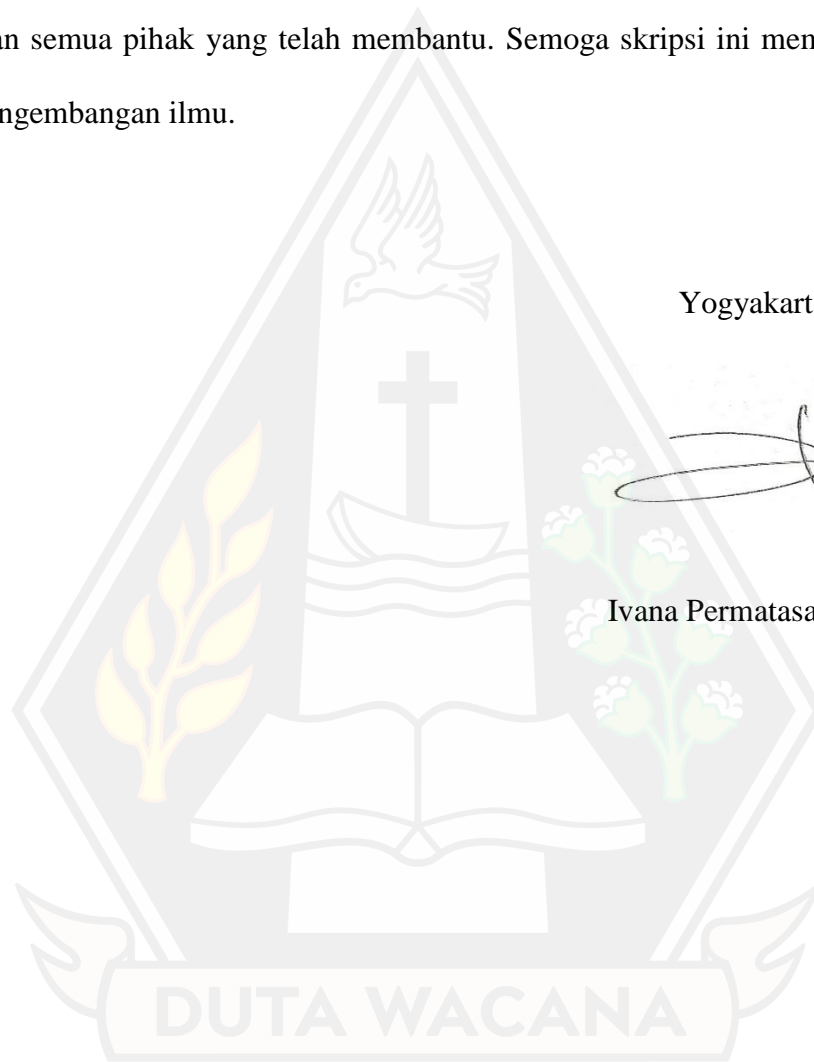 an semua pihak yang telah membantu. Semoga skripsi ini men
ngembangan ilmu.
Yogyakart
Ivana Permatasa
DUTA WACANA